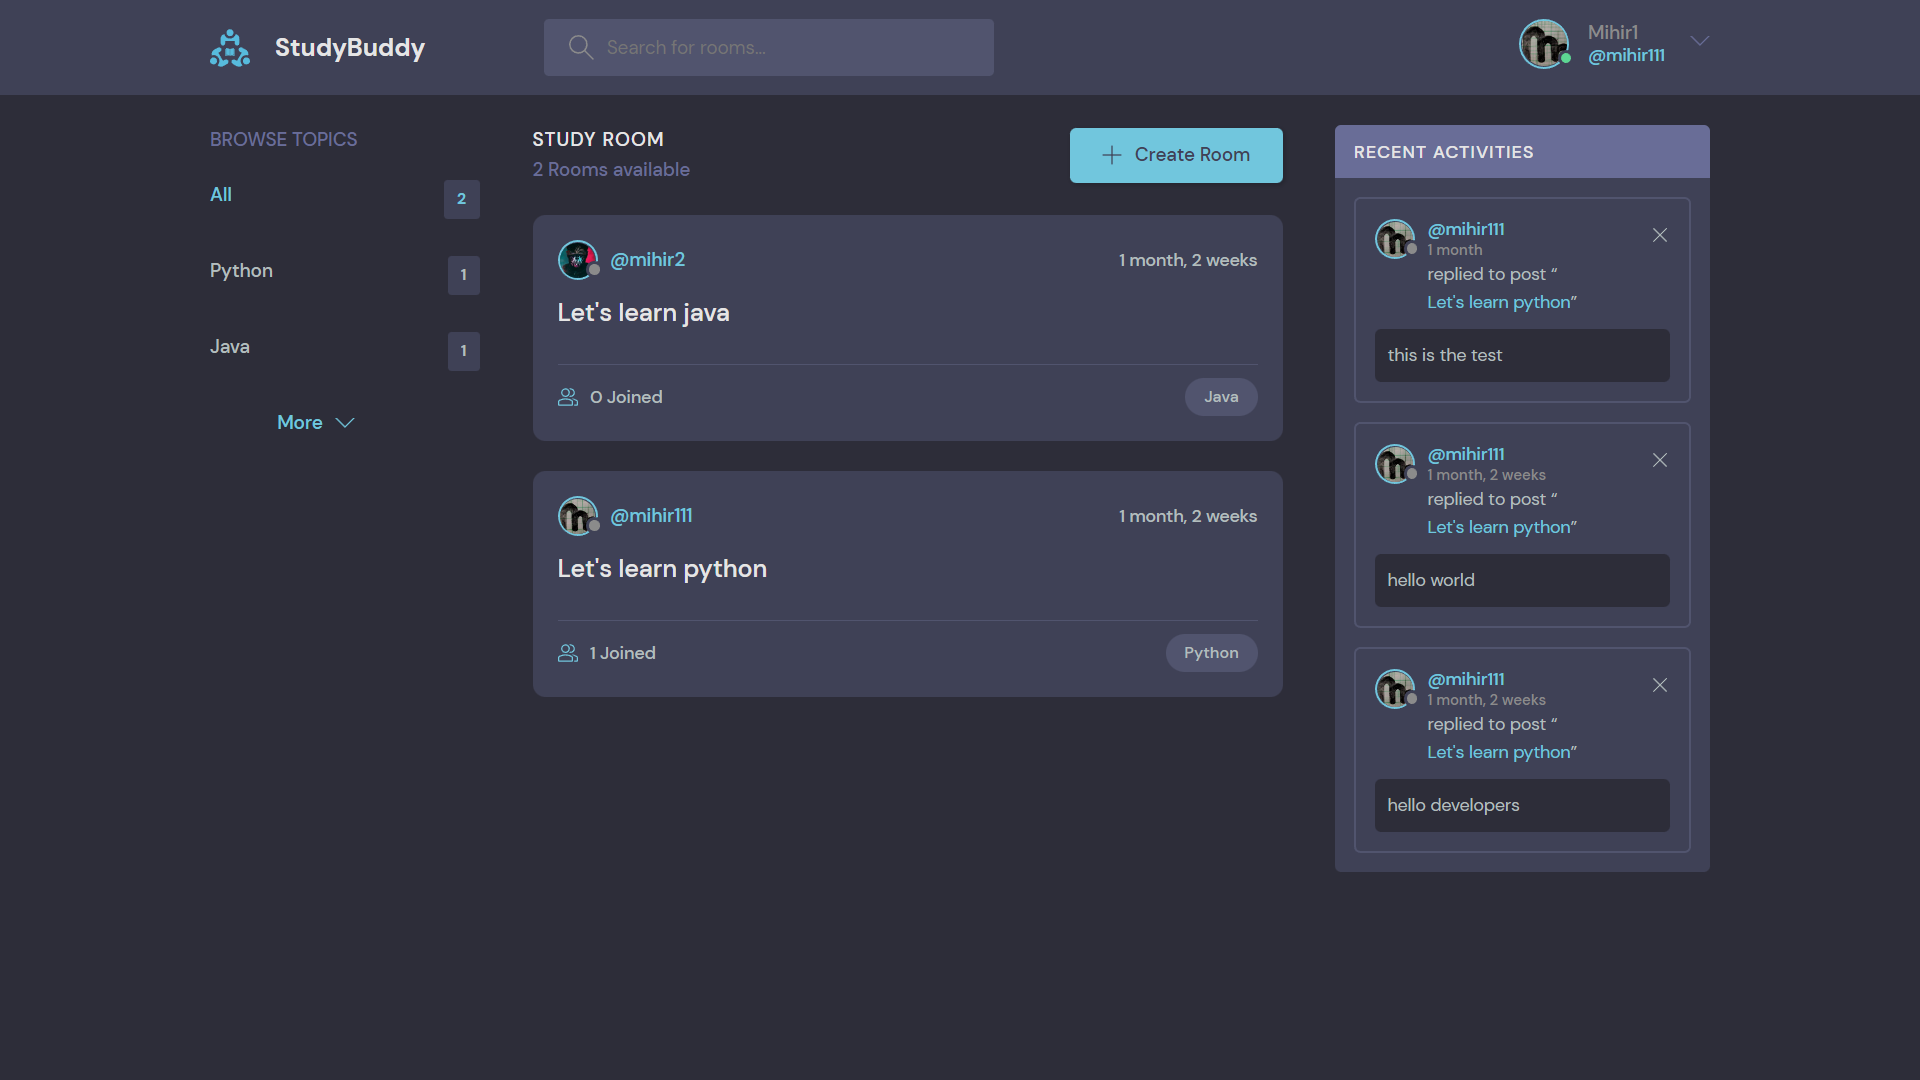 StudyBuddy
Search for rooms...
Mihir1
@mihir111
BROWSE TOPICS
All
2
Python
1
Java
1
More
STUDY ROOM
2 Rooms available
Create Room
@mihir2
1 month, 2 weeks
Let's learn java
0 Joined
Java
@mihir111
1 month, 2 weeks
Let's learn python
1 Joined
Python
RECENT ACTIVITIES
@mihir111
1 month
replied to post “
Let's learn python”
this is the test
@mihir111
1 month, 2 weeks
replied to post “
Let's learn python”
hello world
@mihir111
1 month, 2 weeks
replied to post “
Let's learn python”
hello developers